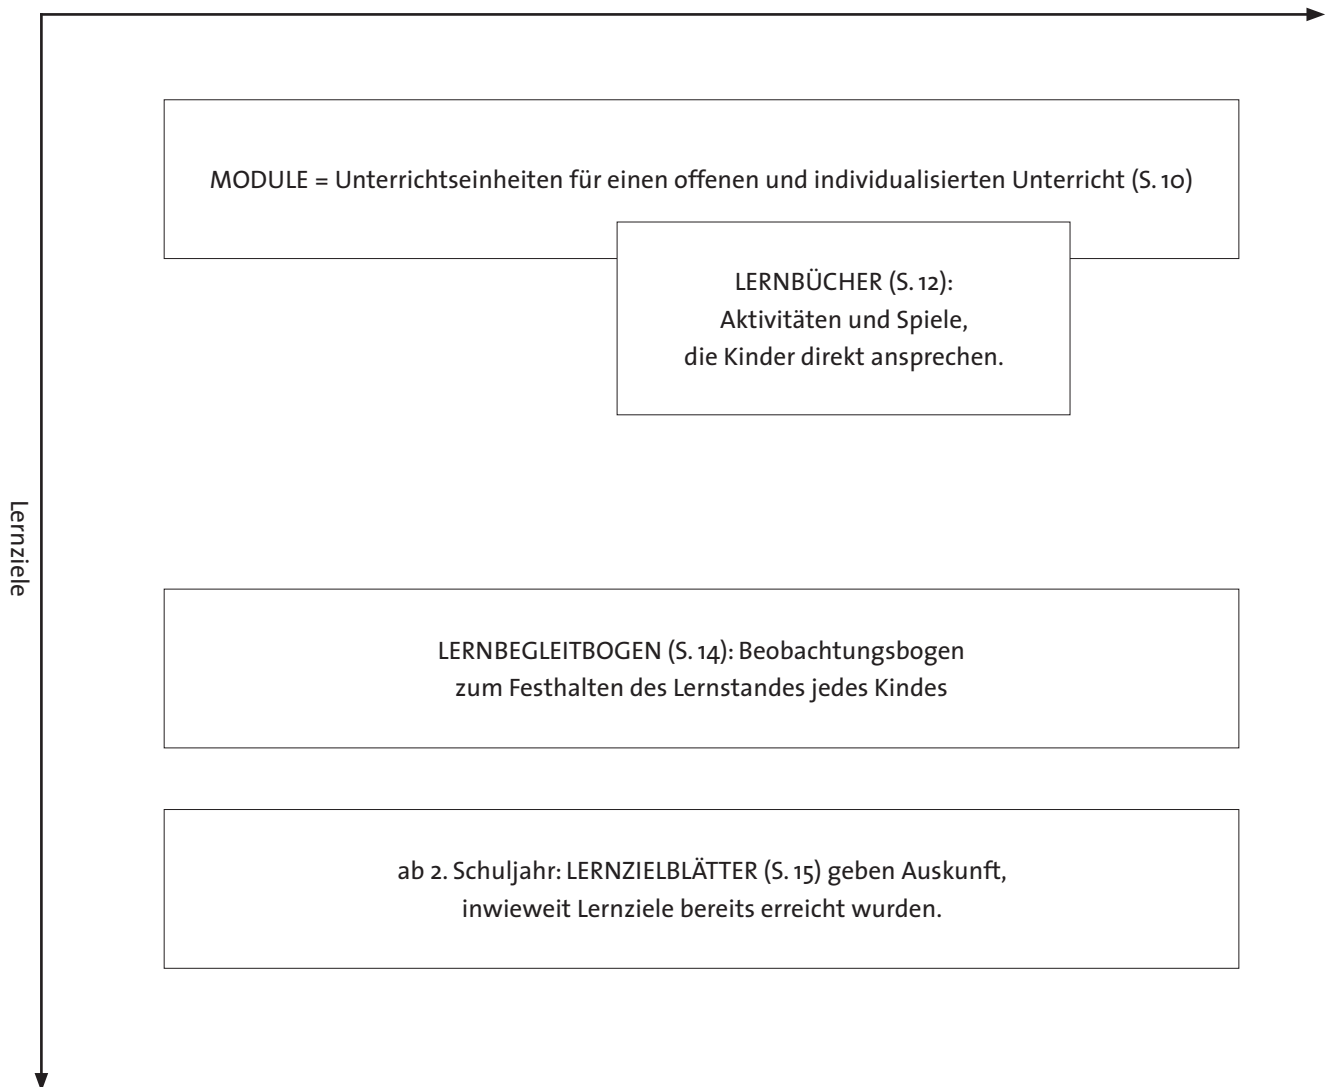 MODULE = Unterrichtseinheiten für einen offenen und individualisierten Unterricht (S. 10)
LERNBÜCHER (S. 12):
Aktivitäten und Spiele,
die Kinder direkt ansprechen.
Lernziele
LERNBEGLEITBOGEN (S. 14): Beobachtungsbogen
zum Festhalten des Lernstandes jedes Kindes
ab 2. Schuljahr: LERNZIELBLÄTTER (S. 15) geben Auskunft,
inwieweit Lernziele bereits erreicht wurden.